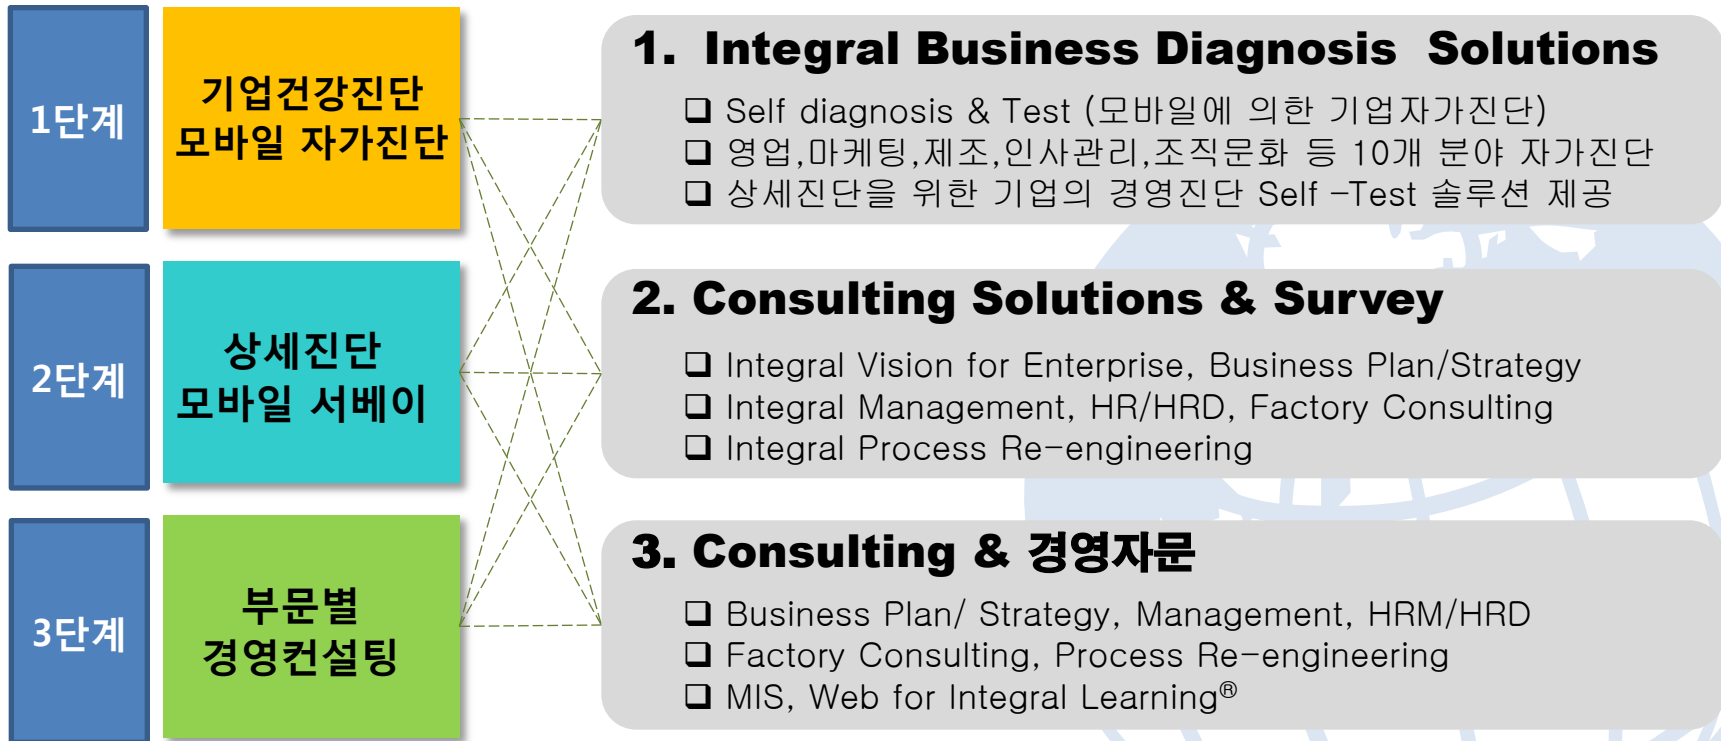 1단계
기업건강진단
모바일 자가진단
1. Integral Business Diagnosis Solutions
❑ Self diagnosis & Test (모바일에 의한 기업자가진단)
❑ 영업,마케팅,제조,인사관리,조직문화 등 10개 분야 자가진단
❑ 상세진단을 위한 기업의 경영진단 Self –Test 솔루션 제공
2단계
상세진단
모바일 서베이
2. Consulting Solutions & Survey
❑ Integral Vision for Enterprise, Business Plan/Strategy
❑ Integral Management, HR/HRD, Factory Consulting
❑ Integral Process Re-engineering
3단계
부문별
경영컨설팅
3. Consulting & 경영자문
❑ Business Plan/ Strategy, Management, HRM/HRD
❑ Factory Consulting, Process Re-engineering
❑ MIS, Web for Integral Learning®